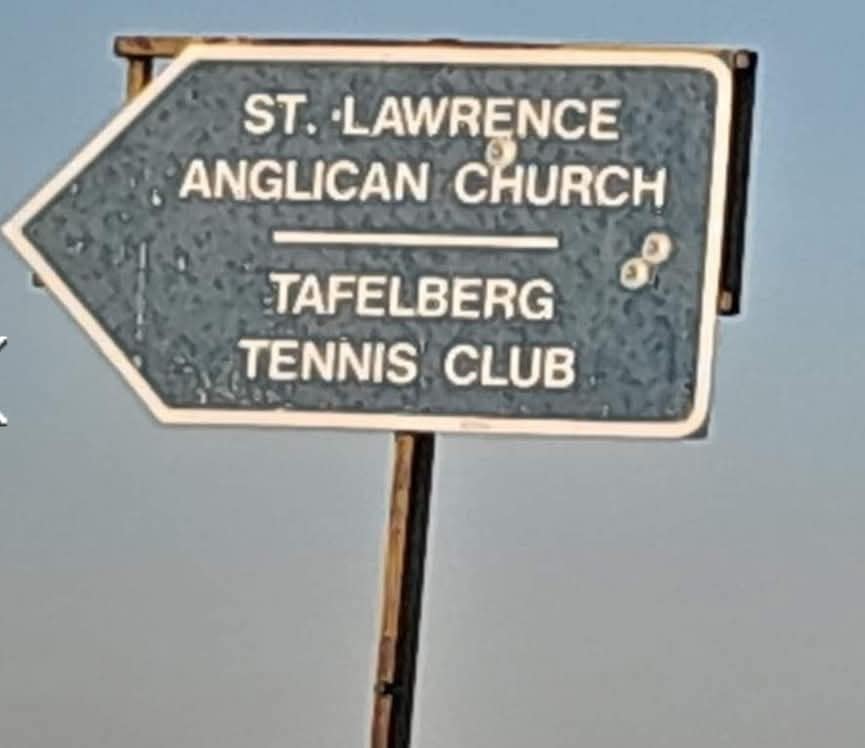 ST. LAWRENCE
ANGLICAN CHURCH
TAFELBERG
TENNIS CLUB